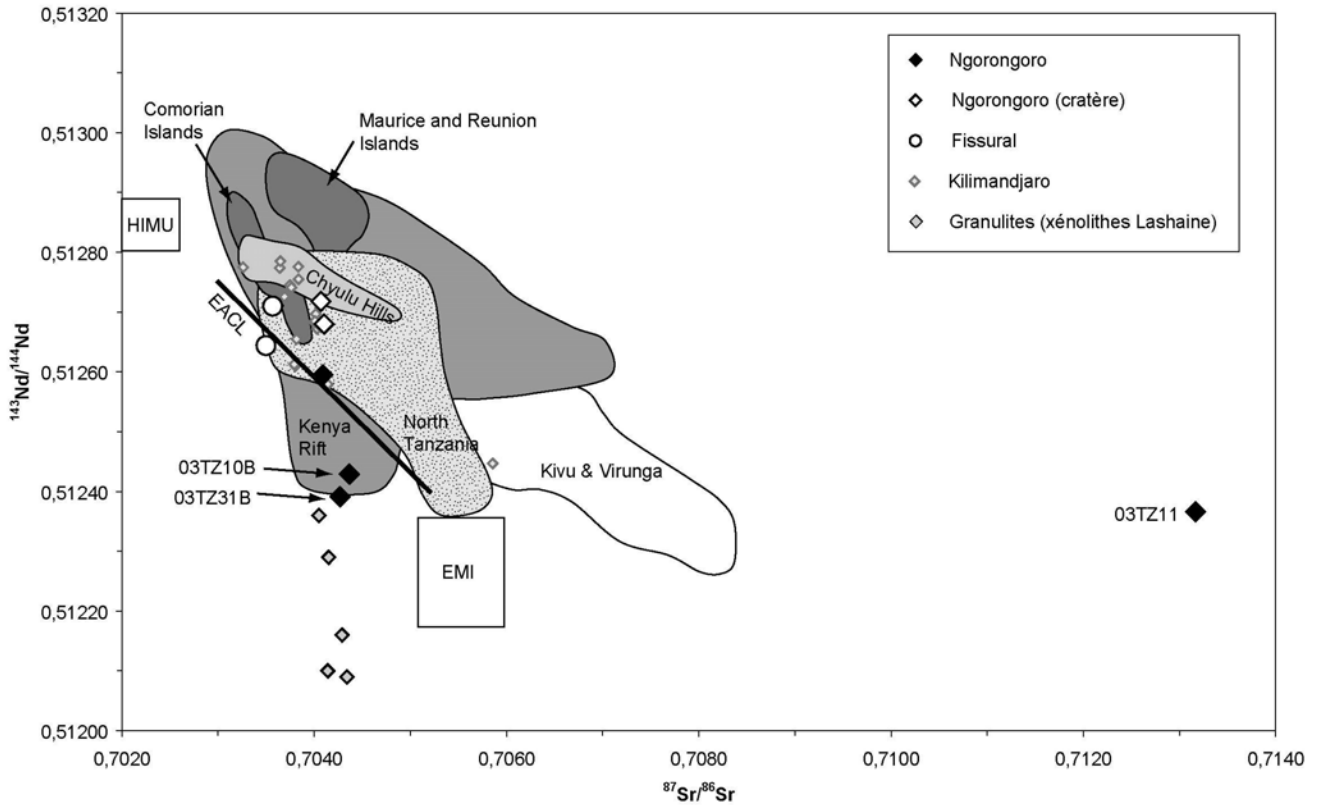 0,51320
0,51300
0,51280
0,51260
0,51240
0,51220
0,51200
¹⁴³Nd/¹⁴⁴Nd
0,7020
0,7040
0,7060
0,7080
0,7100
0,7120
0,7140
⁸⁷Sr/⁸⁶Sr
Ngorongoro
Ngorongoro (cratère)
Fissural
Kilimandjaro
Granulites (xénolithes Lashaine)
Comorian
Islands
Maurice and Reunion
Islands
HIMU
Chyulu Hills
EACL
Kenya
Rift
North
Tanzania
Kivu & Virunga
03TZ10B
03TZ31B
03TZ11
EMI